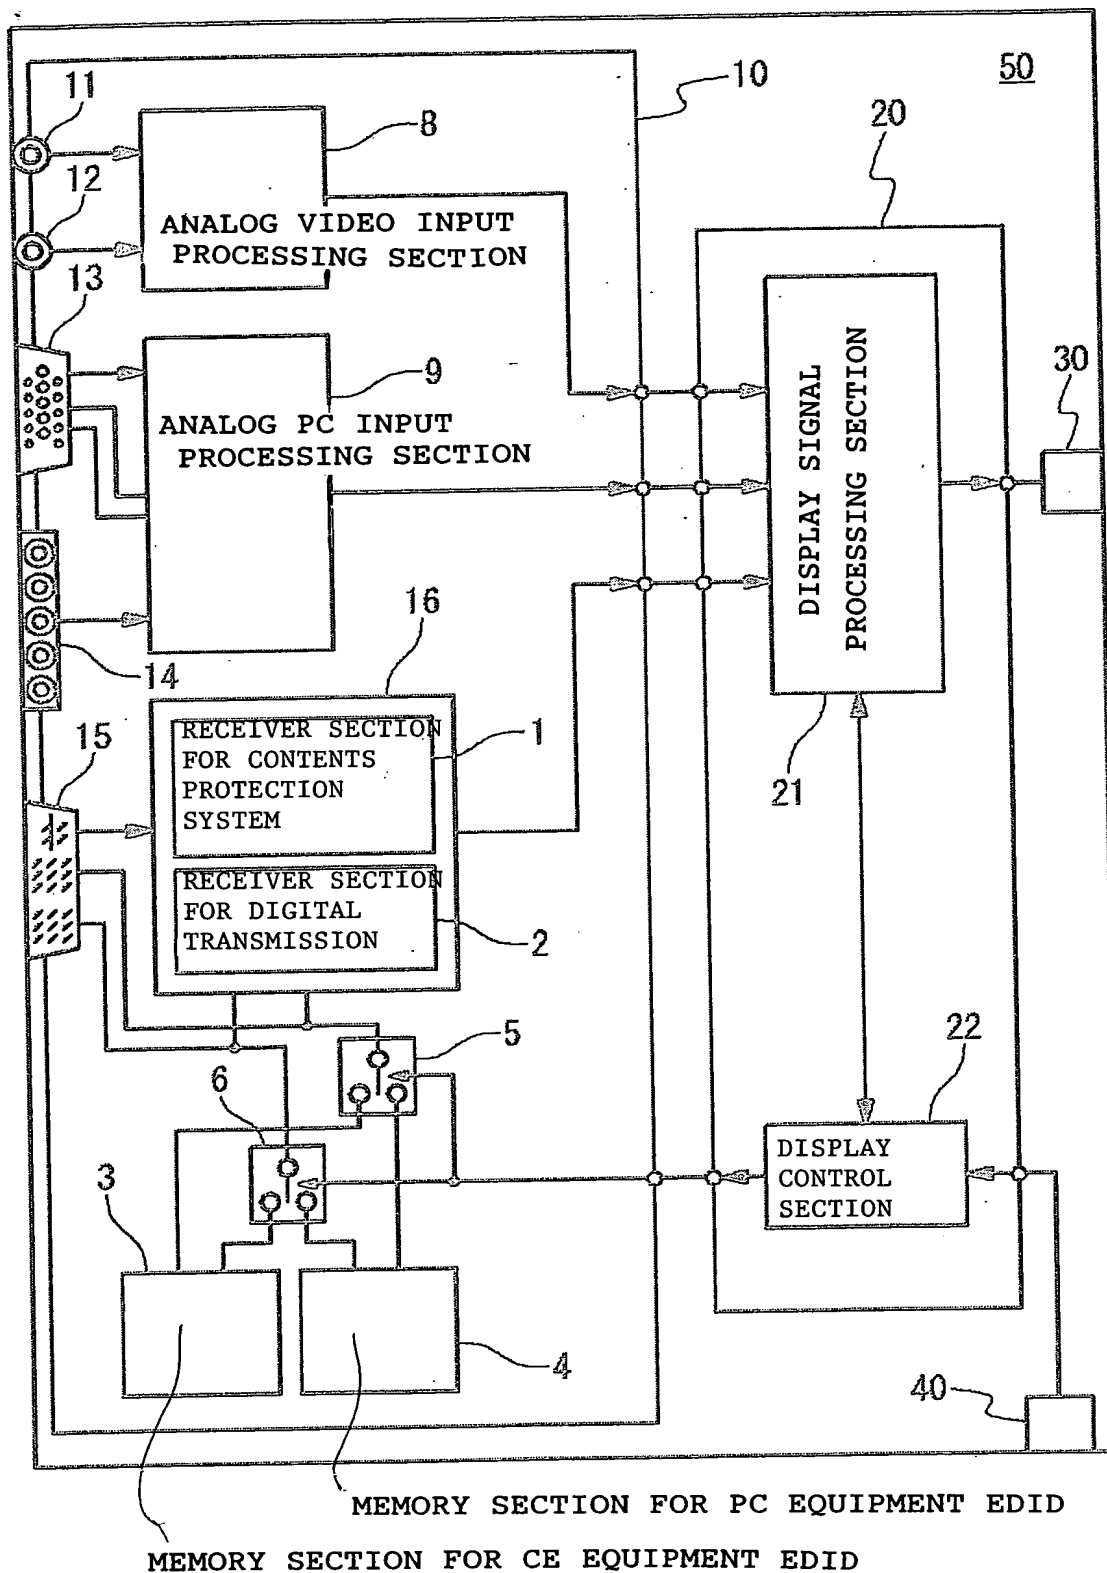 50
10
11
8
20
12
ANALOG VIDEO INPUT
PROCESSING SECTION
13
9
30
ANALOG PC INPUT
PROCESSING SECTION
DISPLAY SIGNAL
PROCESSING SECTION
16
14
15
RECEIVER SECTION
FOR CONTENTS
PROTECTION
SYSTEM
1
21
RECEIVER SECTION
FOR DIGITAL
TRANSMISSION
2
5
22
6
3
DISPLAY
CONTROL
SECTION
4
40
MEMORY SECTION FOR PC EQUIPMENT EDID
MEMORY SECTION FOR CE EQUIPMENT EDID